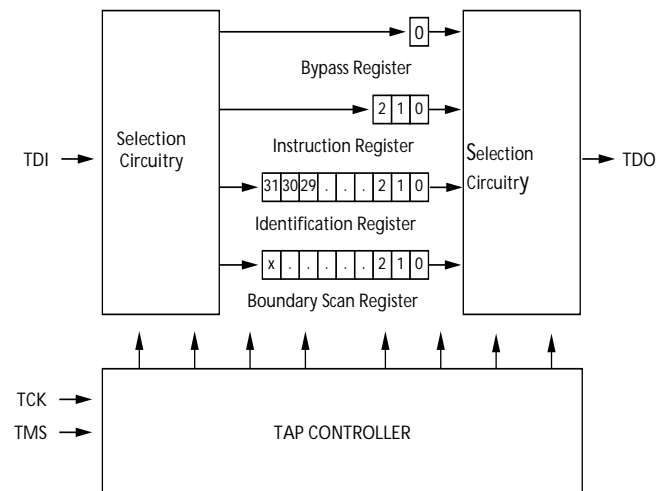 0
Bypass Register
2 1 0
Selection
Circuitry
TDI
Instruction Register
Selection
Circuitry
TDO
31 30 29 . . . 2 1 0
Identification Register
x . . . . . 2 1 0
Boundary Scan Register
TCK
TMS
TAP CONTROLLER